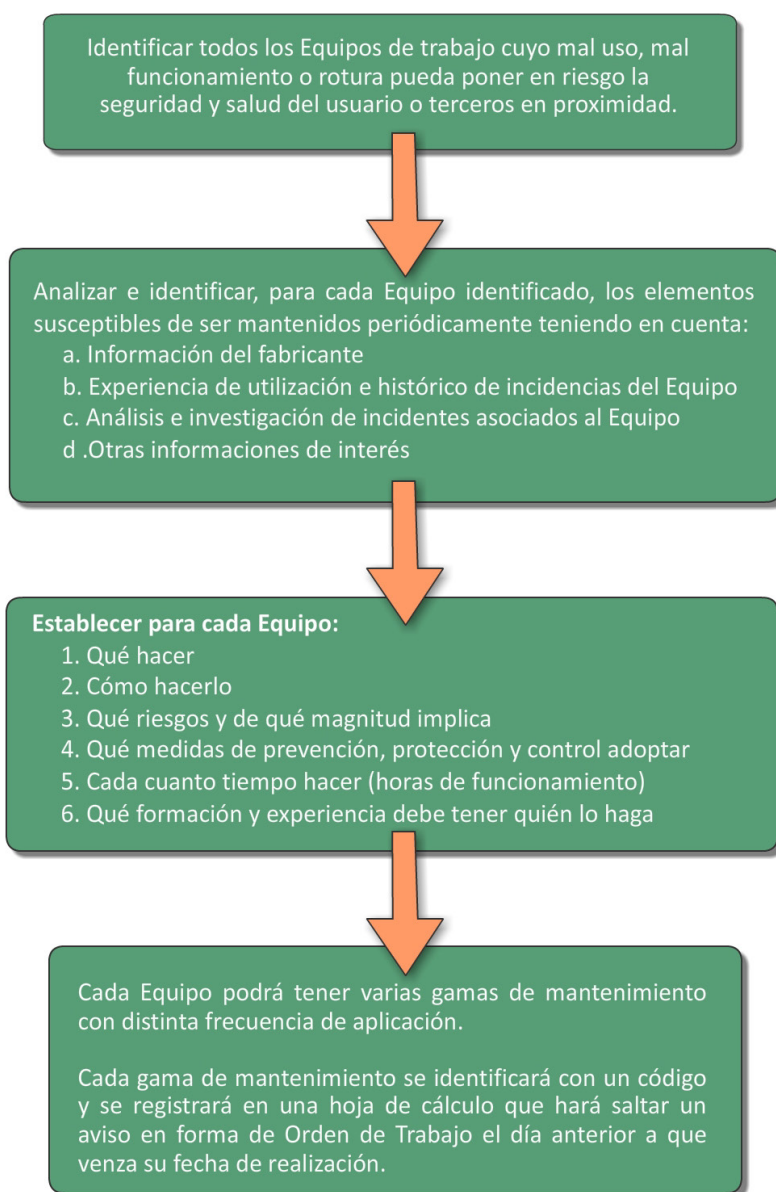 Identificar todos los Equipos de trabajo cuyo mal uso, mal
funcionamiento o rotura pueda poner en riesgo la
seguridad y salud del usuario o terceros en proximidad.
Analizar e identificar, para cada Equipo identificado, los elementos
susceptibles de ser mantenidos periódicamente teniendo en cuenta:
a. Información del fabricante
b. Experiencia de utilización e histórico de incidencias del Equipo
c. Análisis e investigación de incidentes asociados al Equipo
d .Otras informaciones de interés
Establecer para cada Equipo:
1. Qué hacer
2. Cómo hacerlo
3. Qué riesgos y de qué magnitud implica
4. Qué medidas de prevención, protección y control adoptar
5. Cada cuanto tiempo hacer (horas de funcionamiento)
6. Qué formación y experiencia debe tener quién lo haga
Cada Equipo podrá tener varias gamas de mantenimiento
con distinta frecuencia de aplicación.
Cada gama de mantenimiento se identificará con un código
y se registrará en una hoja de cálculo que hará saltar un
aviso en forma de Orden de Trabajo el día anterior a que
venza su fecha de realización.